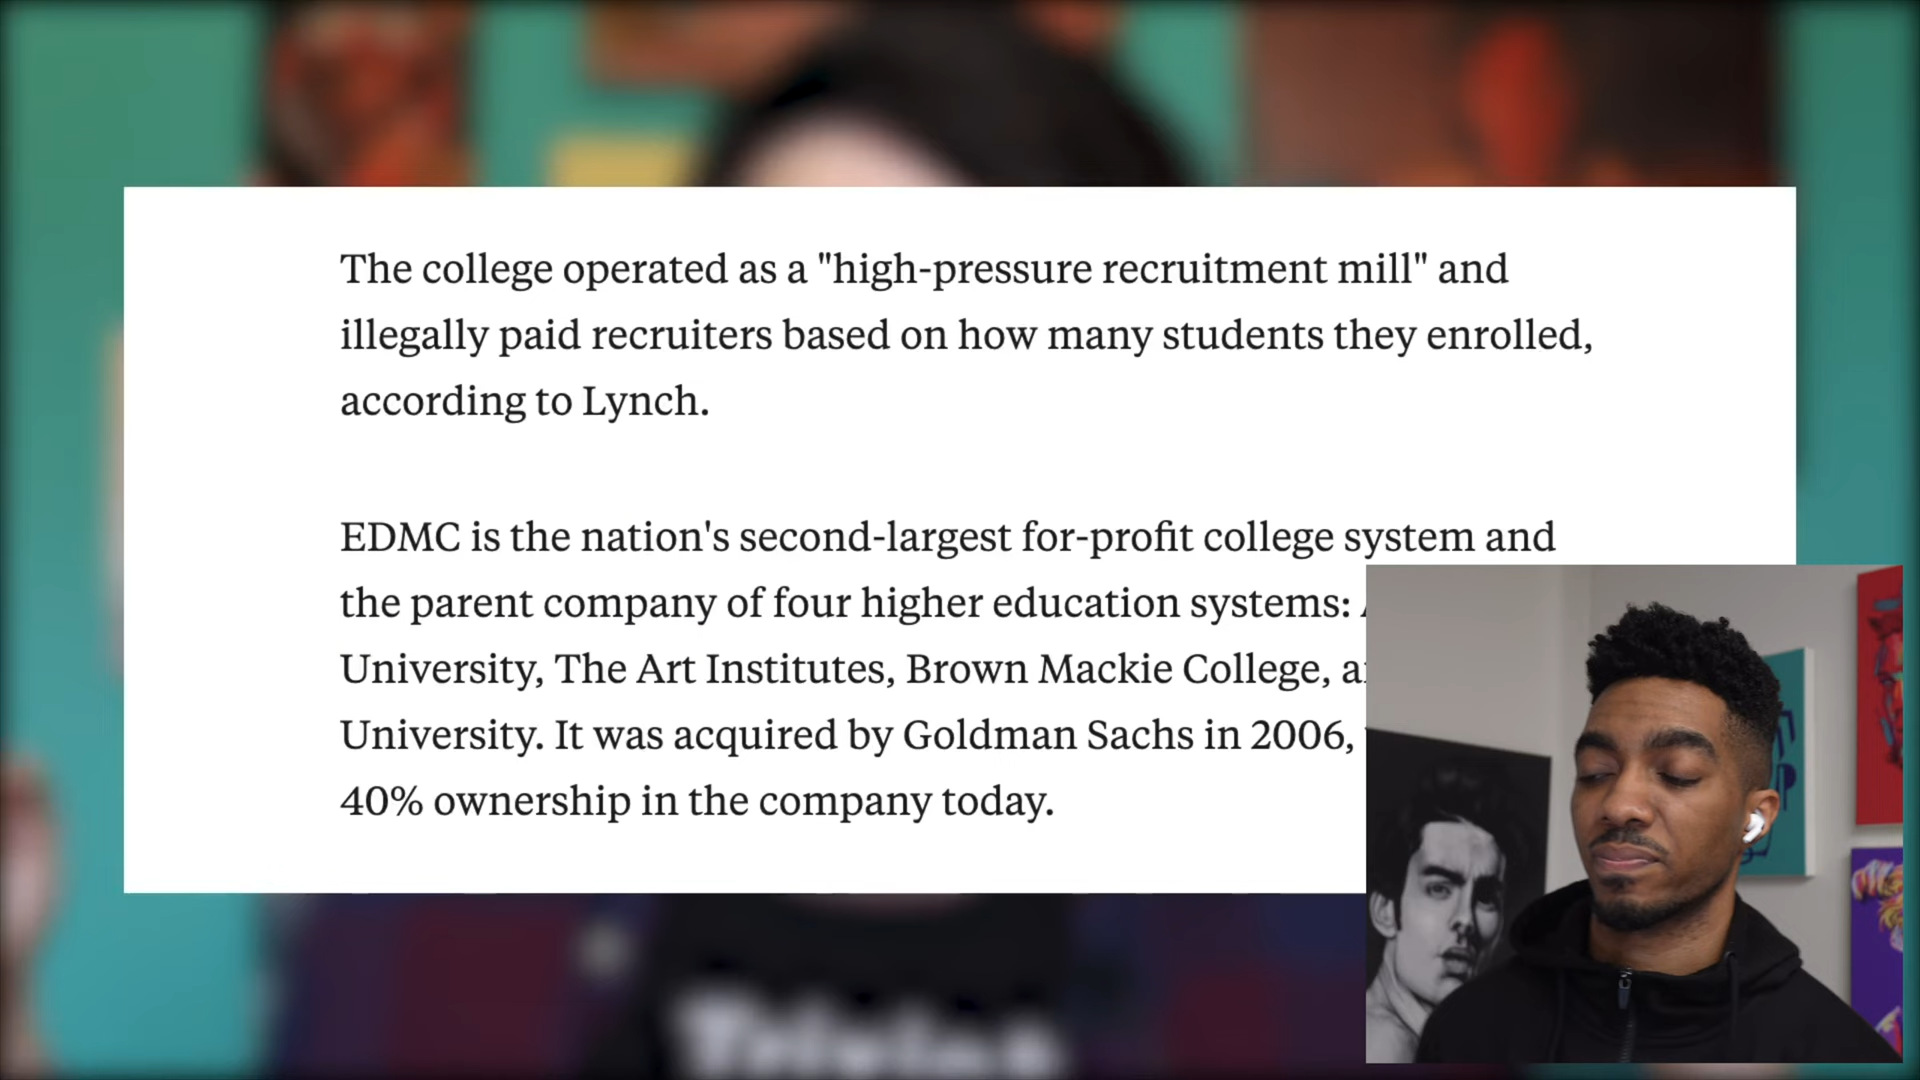 The college operated as a "high-pressure recruitment mill" and
illegally paid recruiters based on how many students they enrolled,
according to Lynch.
EDMC is the nation's second-largest for-profit college system and
the parent company of four higher education systems:
University, The Art Institutes, Brown Mackie College,
University. It was acquired by Goldman Sachs in 2006,
40% ownership in the company today.